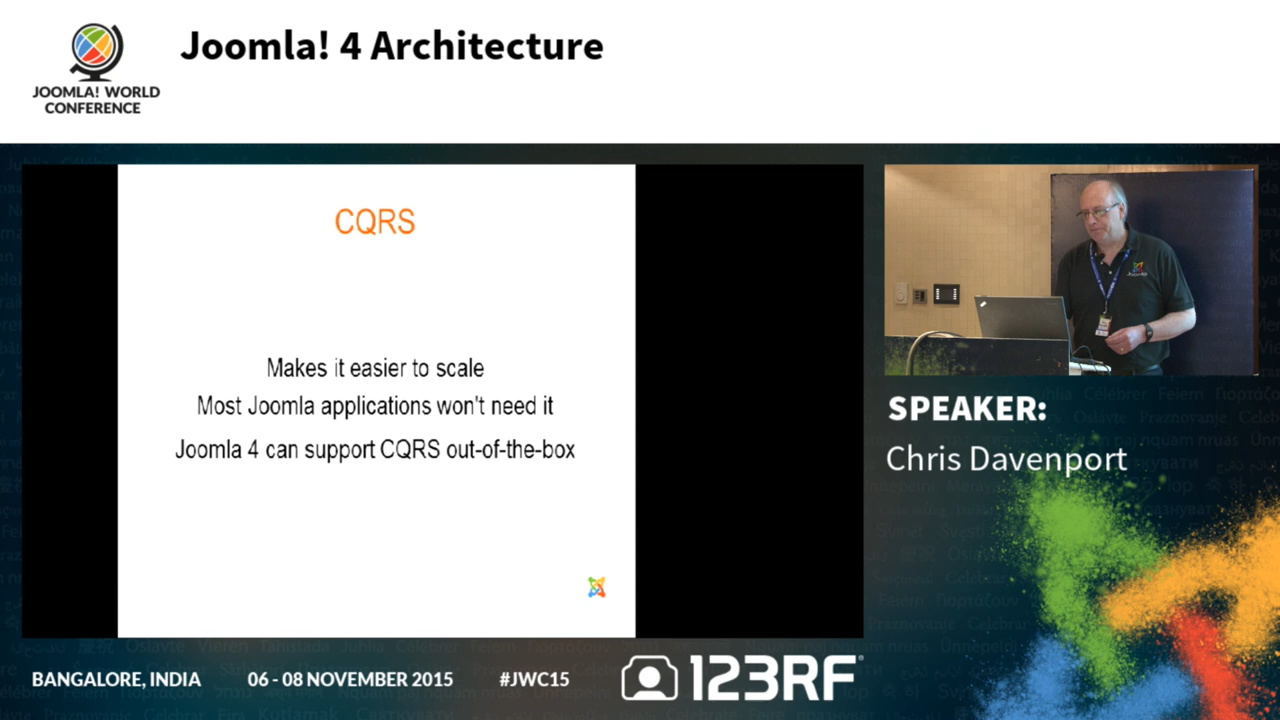 Joomla! 4 Architecture
JOOMLA! WORLD
CONFERENCE
CQRS
Makes it easier to scale
Most Joomla applications won't need it
Joomla 4 can support CQRS out-of-the-box
SPEAKER:
Chris Davenport
BANGALORE, INDIA
06 - 08 NOVEMBER 2015
#JWC15
123RF